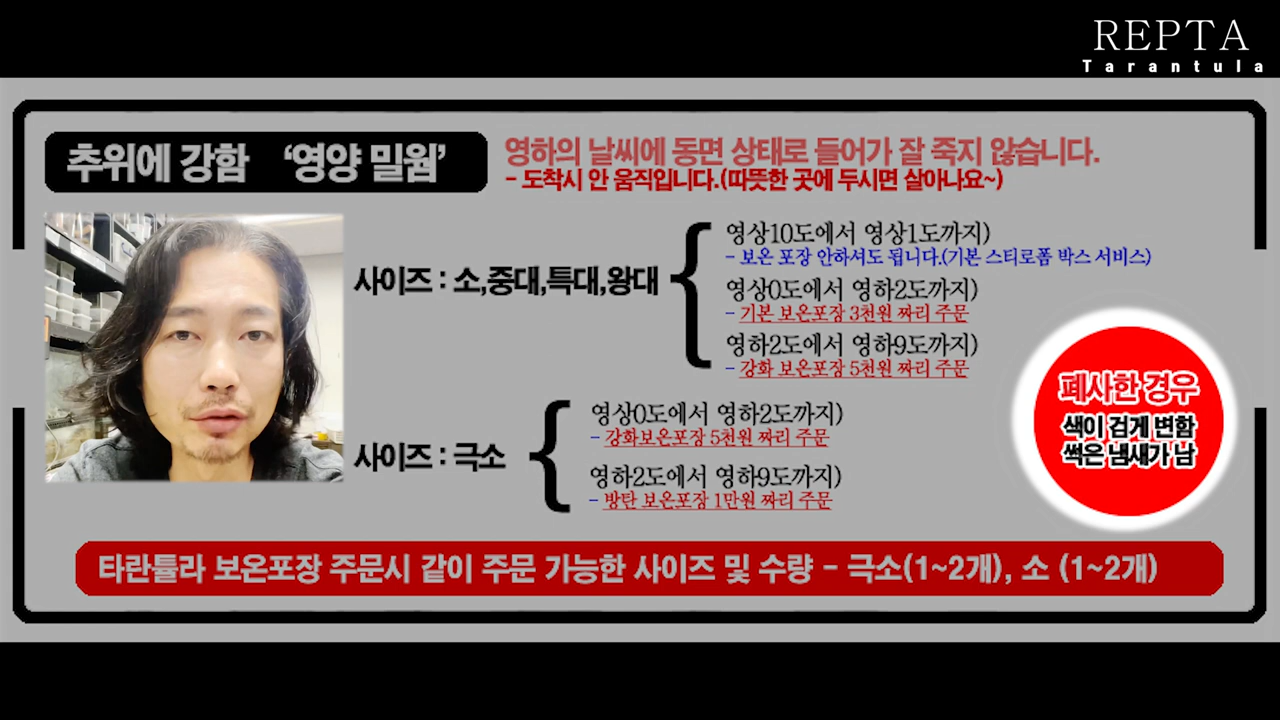 REPTA
Tarantula
추위에 강함 ‘영양 밀웜’
영하의 날씨에 동면 상태로 들어가 잘 죽지 않습니다.
- 도착시 안 움직입니다.(따뜻한 곳에 두시면 살아나요~)
사이즈 : 소,중대,특대,왕대
영상10도에서 영상1도까지)
- 보온 포장 안하셔도 됩니다.(기본 스티로폼 박스 서비스)
영상0도에서 영하2도까지)
- 기본 보온포장 3천원 짜리 주문
영하2도에서 영하9도까지)
- 강화 보온포장 5천원 짜리 주문
사이즈 : 극소
영상0도에서 영하2도까지)
- 강화보온포장 5천원 짜리 주문
영하2도에서 영하9도까지)
- 방탄 보온포장 1만원 짜리 주문
폐사한 경우
색이 검게 변함
썩은 냄새가 남
타란튤라 보온포장 주문시 같이 주문 가능한 사이즈 및 수량 - 극소(1~2개), 소 (1~2개)